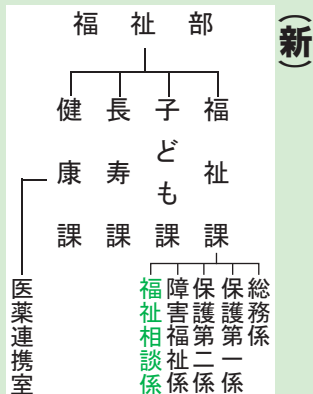 （新）
福祉部
福祉課
子ども課
長寿課
健康課
総務係
保護第一係
保護第二係
障害福祉係
福祉相談係
医薬連携室